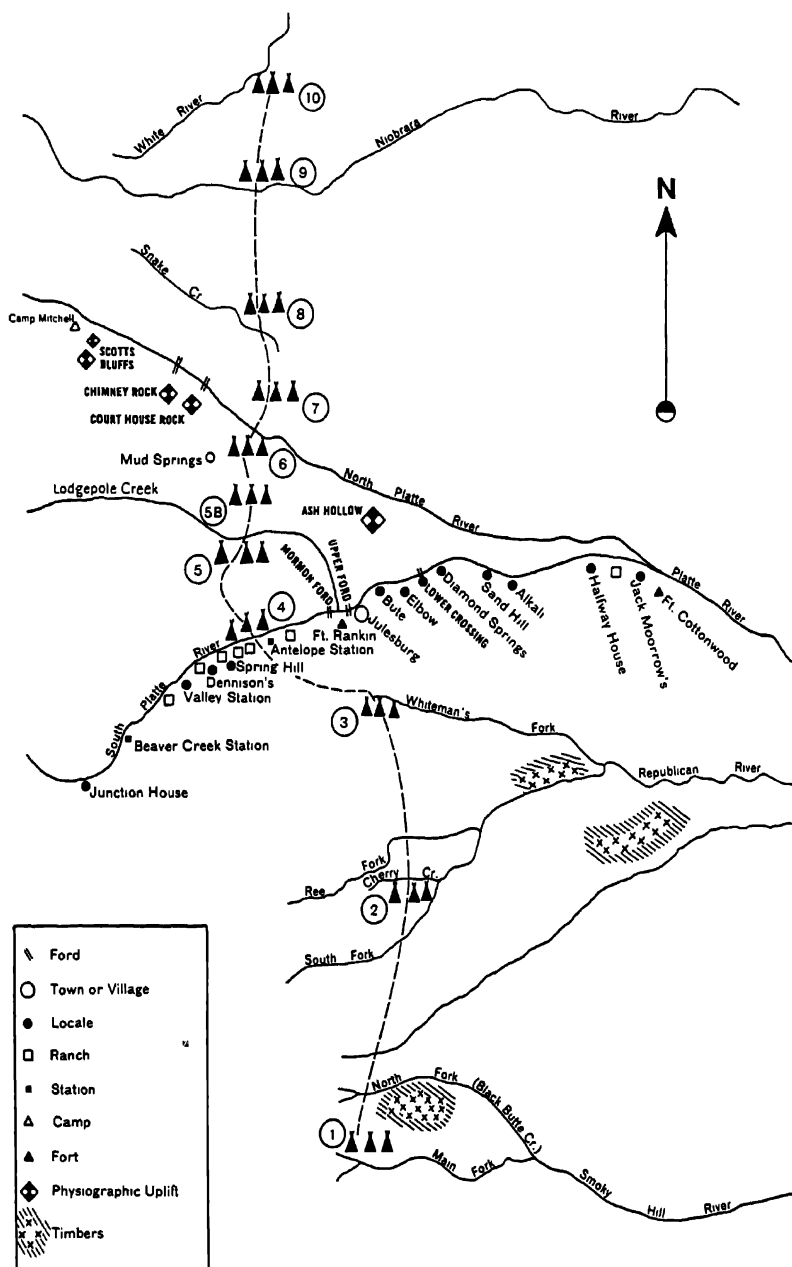 10
White River
Niobrara River
9
N
Snake Cr.
8
Camp Mitchell
SCOTTS
BLUFFS
CHIMNEY ROCK
COURT HOUSE ROCK
7
Mud Springs
6
North Platte River
Lodgepole Creek
5B
ASH HOLLOW
5
MORMON FORD
UPPER FORD
4
Ft. Rankin
Julesburg
Bute
Elbow
LOWER CROSSING
Diamond Springs
Sand Hill
Alkali
Halfway House
Jack Moorrow's
Ft. Cottonwood
Platte River
South Platte River
Antelope Station
Spring Hill
Dennison's
Valley Station
Beaver Creek Station
Junction House
3
Whiteman's Fork
Republican River
Ree Fork
Cherry Cr.
2
South Fork
North Fork (Black Butte Cr.)
1
Main Fork
Smoky Hill River
Ford
Town or Village
Locale
Ranch
Station
Camp
Fort
Physiographic Uplift
Timbers